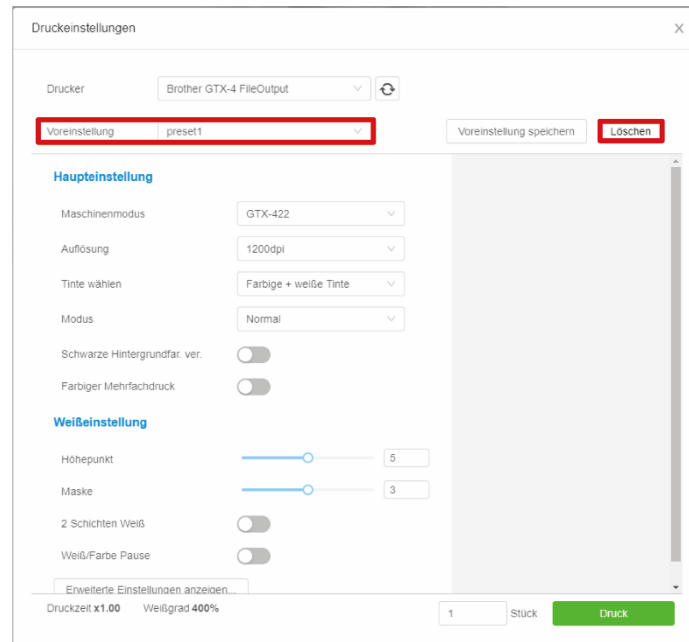 Druckeinstellungen
Drucker Brother GTX-4 FileOutput
Voreinstellung preset1 Voreinstellung speichern Löschen
Haupteinstellung
Maschinenmodus GTX-422
Auflösung 1200dpi
Tinte wählen Farbige + weiße Tinte
Modus Normal
Schwarze Hintergrundfar. ver.
Farbiger Mehrfachdruck
Weißeinstellung
Höhepunkt 5
Maske 3
2 Schichten Weiß
Weiß/Farbe Pause
Erweiterte Einstellungen anzeigen...
Druckzeit x1.00 Weißgrad 400% 1 Stück Druck